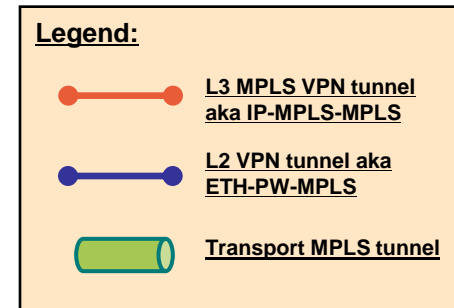 Legend:
L3 MPLS VPN tunnel
aka IP-MPLS-MPLS
L2 VPN tunnel aka
ETH-PW-MPLS
Transport MPLS tunnel